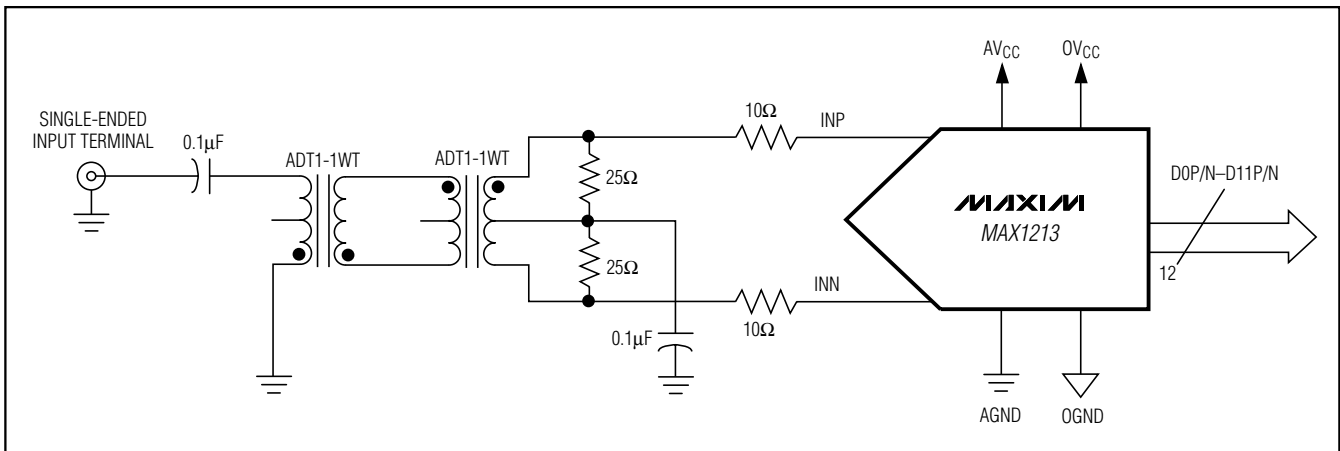 SINGLE-ENDED
INPUT TERMINAL
0.1µF
ADT1-1WT
ADT1-1WT
25Ω
25Ω
0.1µF
10Ω
INP
10Ω
INN
AVCC
OVCC
MAXIM
MAX1213
AGND
OGND
D0P/N–D11P/N
12